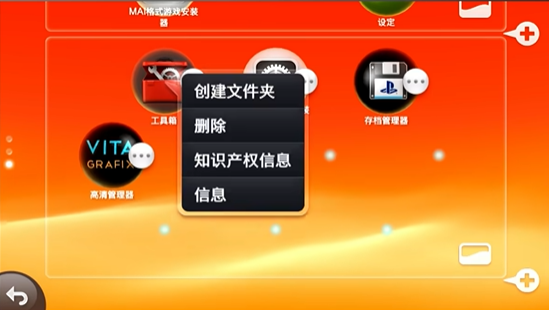 MAI格式游戏安装
器
设定
创建文件夹
删除
知识产权信息
信息
工具箱
存档管理器
VITA
GRAFIX
高清管理器